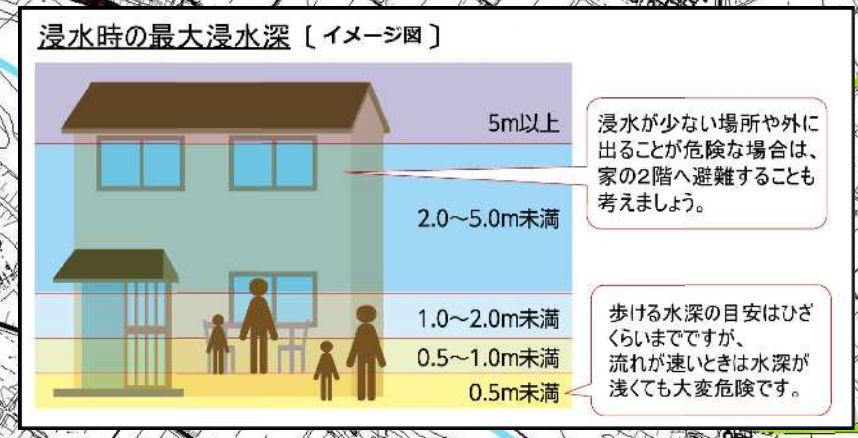 浸水時の最大浸水深〔イメージ図〕
5m以上
浸水が少ない場所や外に
出ることが危険な場合は、
家の2階へ避難することも
考えましょう。
2.0～5.0m未満
1.0～2.0m未満
0.5～1.0m未満
0.5m未満
歩ける水深の目安はひざ
くらいまでですが、
流れが速いときは水深が
浅くても大変危険です。